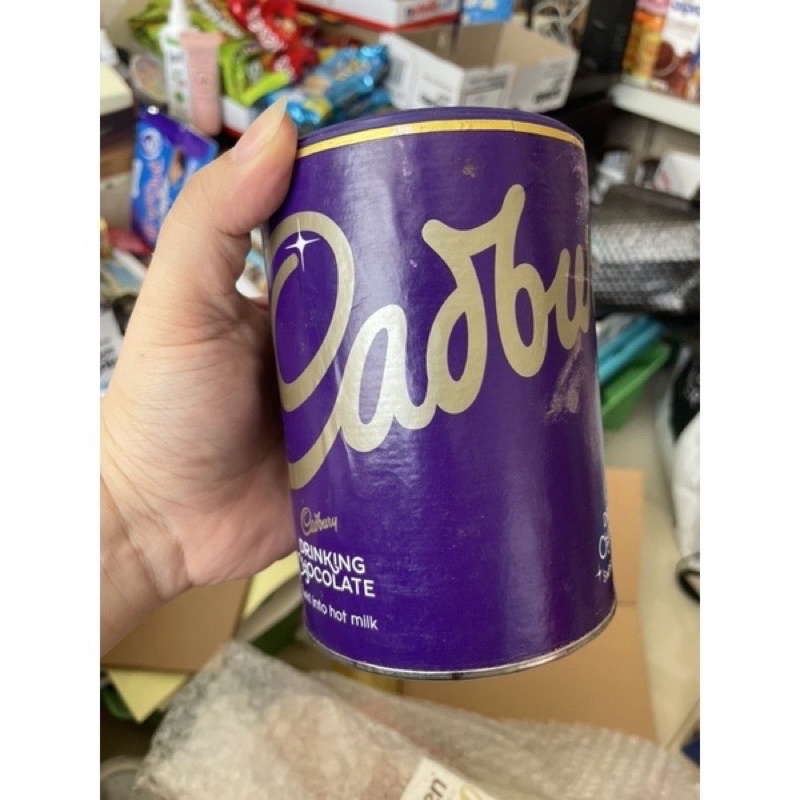 Cadbu
Cadbury
DRINKING
CHOCOLATE
into hot milk